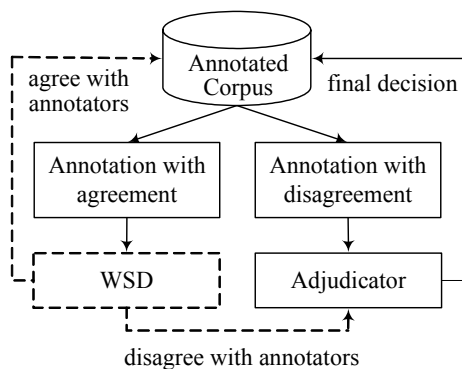 Annotated
Corpus
agree with
annotators
final decision
Annotation with
agreement
Annotation with
disagreement
WSD
Adjudicator
disagree with annotators